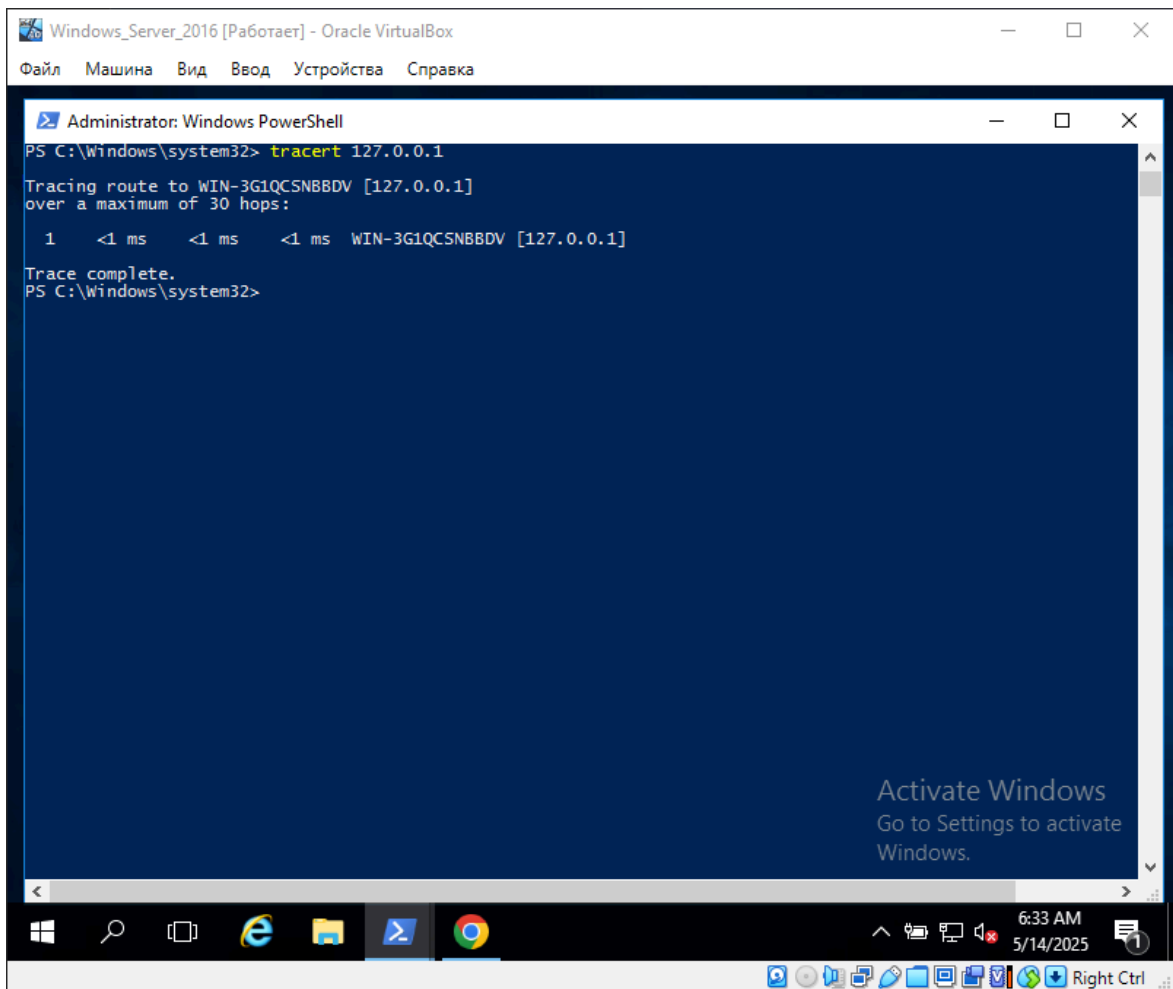 Windows_Server_2016 [Работает] - Oracle VirtualBox
Файл Машина Вид Ввод Устройства Справка
Administrator: Windows PowerShell
PS C:\Windows\system32> tracert 127.0.0.1
Tracing route to WIN-3G1QCSNBBDV [127.0.0.1]
over a maximum of 30 hops:
1 <1 ms <1 ms <1 ms WIN-3G1QCSNBBDV [127.0.0.1]
Trace complete.
PS C:\Windows\system32>
Activate Windows
Go to Settings to activate
Windows.
6:33 AM
5/14/2025
1
Right Ctrl